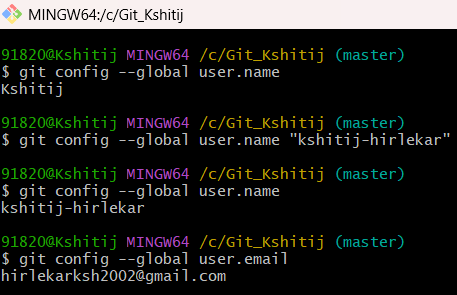 MINGW64:/c/Git_Kshitij
91820@Kshitij MINGW64 /c/Git_Kshitij (master)
$ git config --global user.name
Kshitij
91820@Kshitij MINGW64 /c/Git_Kshitij (master)
$ git config --global user.name "kshitij-hirlekar"
91820@Kshitij MINGW64 /c/Git_Kshitij (master)
$ git config --global user.name
kshitij-hirlekar
91820@Kshitij MINGW64 /c/Git_Kshitij (master)
$ git config --global user.email
hirlekarksh2002@gmail.com